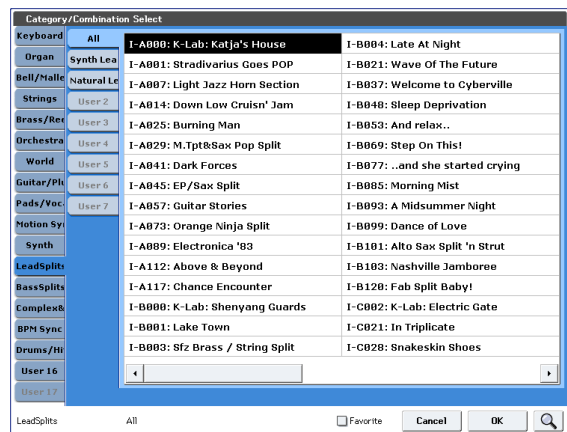 Category/Combination Select
Keyboard
Organ
Bell/Malle
Strings
Brass/Ree
Orchestra
World
Guitar/Plu
Pads/Voc
Motion Sy
Synth
LeadSplits
BassSplits
Complex&
BPM Sync
Drums/Hi
User 16
User 17
All
Synth Lea
Natural Le
User 2
User 3
User 4
User 5
User 6
User 7
I-A000: K-Lab: Katja's House
I-A001: Stradivarius Goes POP
I-A007: Light Jazz Horn Section
I-A014: Down Low Cruisn' Jam
I-A025: Burning Man
I-A029: M.Tpt&Sax Pop Split
I-A041: Dark Forces
I-A045: EP/Sax Split
I-A057: Guitar Stories
I-A073: Orange Ninja Split
I-A089: Electronica '83
I-A112: Above & Beyond
I-A117: Chance Encounter
I-B000: K-Lab: Shenyang Guards
I-B001: Lake Town
I-B003: Sfz Brass / String Split
I-B004: Late At Night
I-B021: Wave Of The Future
I-B037: Welcome to Cyberville
I-B048: Sleep Deprivation
I-B053: And relax..
I-B069: Step On This!
I-B077: ..and she started crying
I-B085: Morning Mist
I-B093: A Midsummer Night
I-B099: Dance of Love
I-B101: Alto Sax Split 'n Strut
I-B103: Nashville Jamboree
I-B120: Fab Split Baby!
I-C002: K-Lab: Electric Gate
I-C021: In Triplicate
I-C028: Snakeskin Shoes
LeadSplits
All
Favorite
Cancel
OK